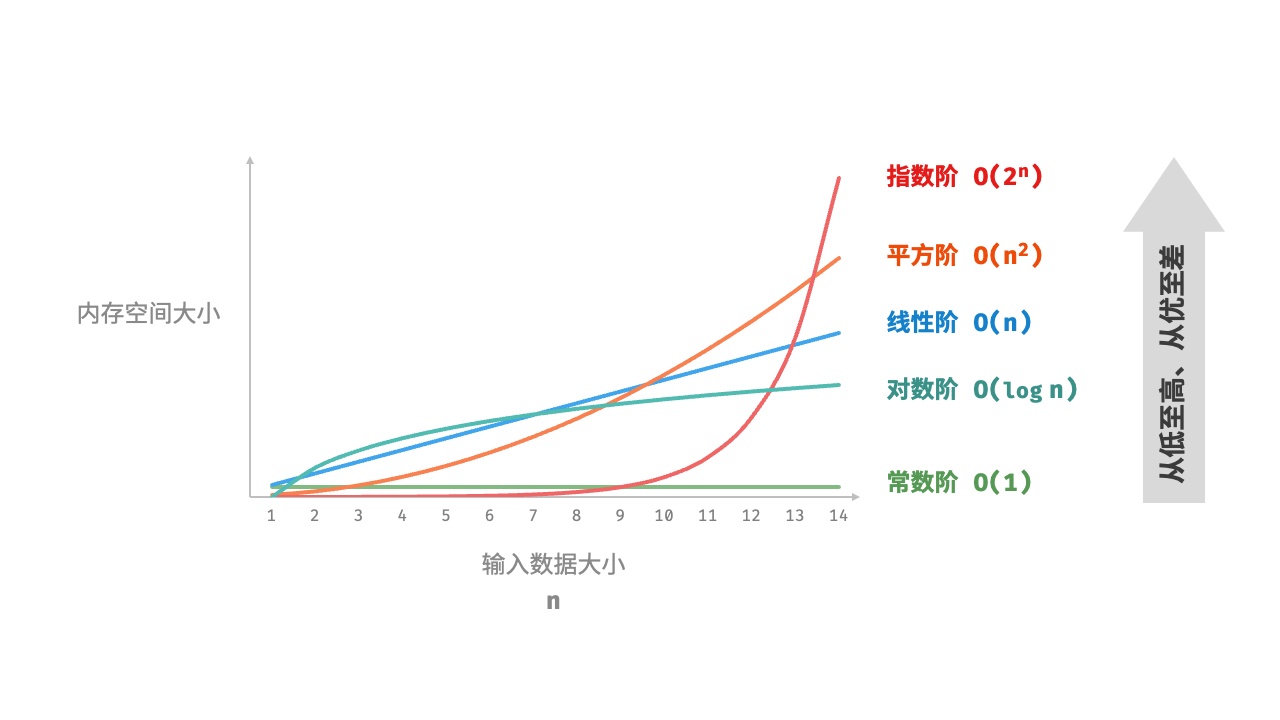 指数阶 O(2ⁿ)
平方阶 O(n²)
内存空间大小
线性阶 O(n)
对数阶 O(log n)
常数阶 O(1)
从低至高、从优至差
1 2 3 4 5 6 7 8 9 10 11 12 13 14
输入数据大小
n